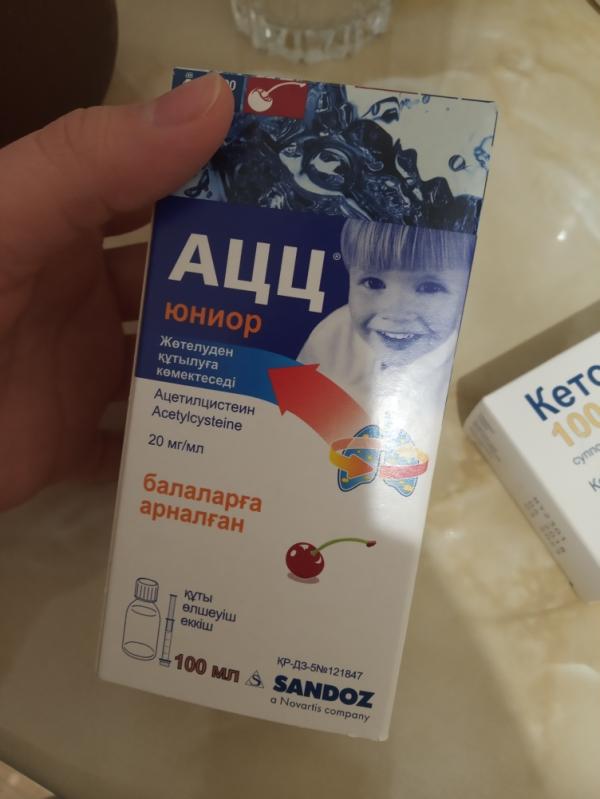 АЦЦ®
юниор
Жөтелуден
құтылуға
көмектеседі
Ацетилцистеин
Acetylcysteine
20 мг/мл
балаларға
арналған
құты
өлшеуіш
еккіш
100 мл
ҚР-ДЗ-5№121847
SANDOZ
a Novartis company
100